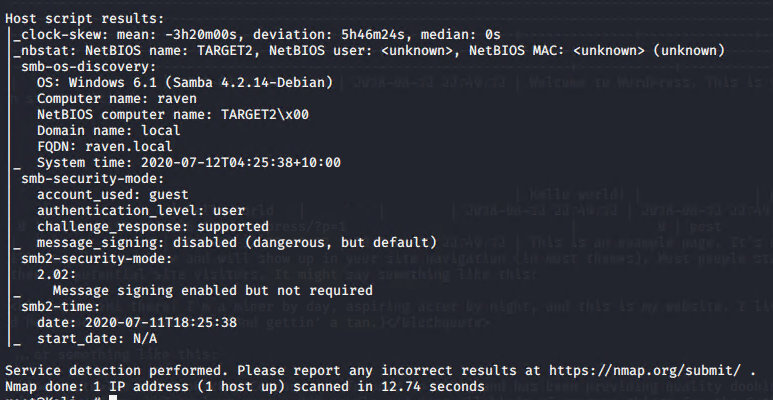 Host script results:
|_clock-skew: mean: -3h20m00s, deviation: 5h46m24s, median: 0s
|_nbstat: NetBIOS name: TARGET2, NetBIOS user: <unknown>, NetBIOS MAC: <unknown> (unknown)
| smb-os-discovery:
|   OS: Windows 6.1 (Samba 4.2.14-Debian)
|   Computer name: raven
|   NetBIOS computer name: TARGET2\x00
|   Domain name: local
|   FQDN: raven.local
|_  System time: 2020-07-12T04:25:38+10:00
| smb-security-mode:
|   account_used: guest
|   authentication_level: user
|   challenge_response: supported
|_  message_signing: disabled (dangerous, but default)
| smb2-security-mode:
|   2.02:
|_    Message signing enabled but not required
| smb2-time:
|   date: 2020-07-11T18:25:38
|_  start_date: N/A
Service detection performed. Please report any incorrect results at https://nmap.org/submit/ .
Nmap done: 1 IP address (1 host up) scanned in 12.74 seconds